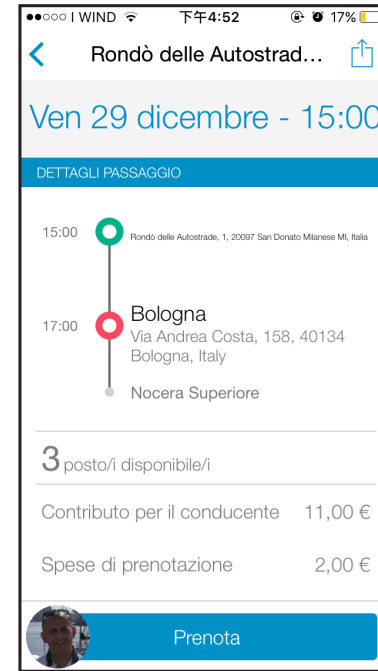 I WIND 下午4:52 17%
Rondò delle Autostrad...
Ven 29 dicembre - 15:00
DETTAGLI PASSAGGIO
15:00 Rondò delle Autostrade, 1, 20097 San Donato Milanese MI, Italia
17:00 Bologna
Via Andrea Costa, 158, 40134
Bologna, Italy
Nocera Superiore
3 posto/i disponibile/i
Contributo per il conducente 11,00 €
Spese di prenotazione 2,00 €
Prenota